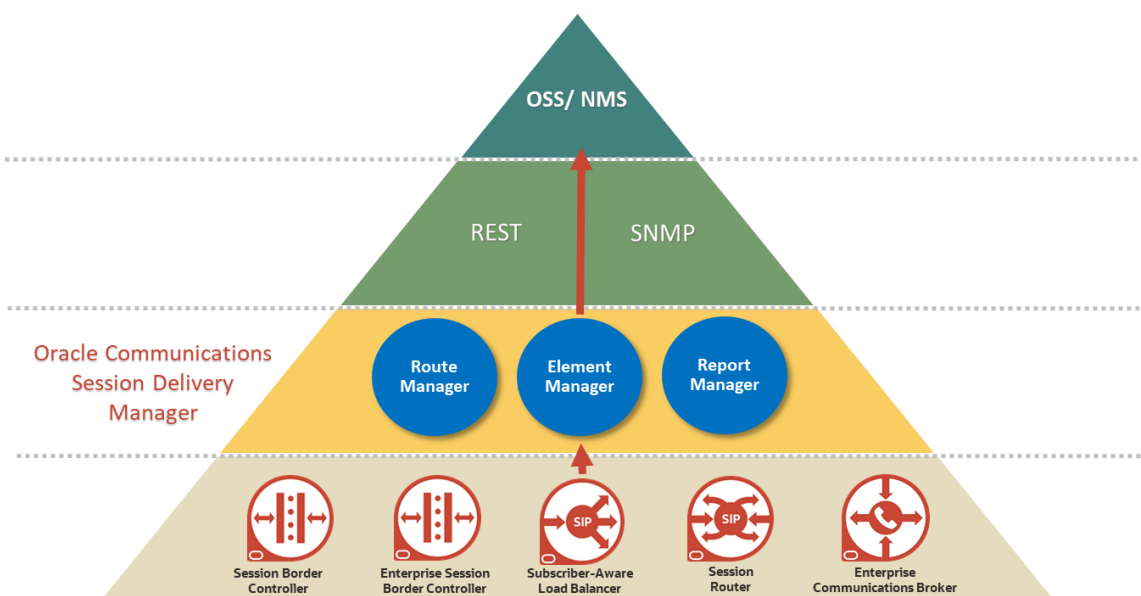 OSS/ NMS
REST
SNMP
Oracle Communications
Session Delivery
Manager
Route
Manager
Element
Manager
Report
Manager
SIP
SIP
Session Border
Controller
Enterprise Session
Border Controller
Subscriber-Aware
Load Balancer
Session
Router
Enterprise
Communications Broker